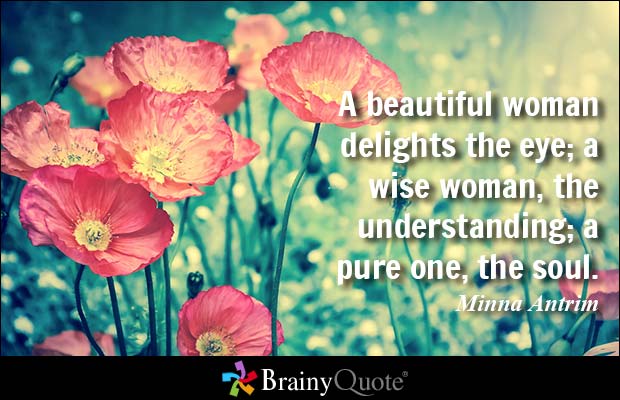 A beautiful woman
delights the eye; a
wise woman, the
understanding; a
pure one, the soul.
Minna Antrim
BrainyQuote®